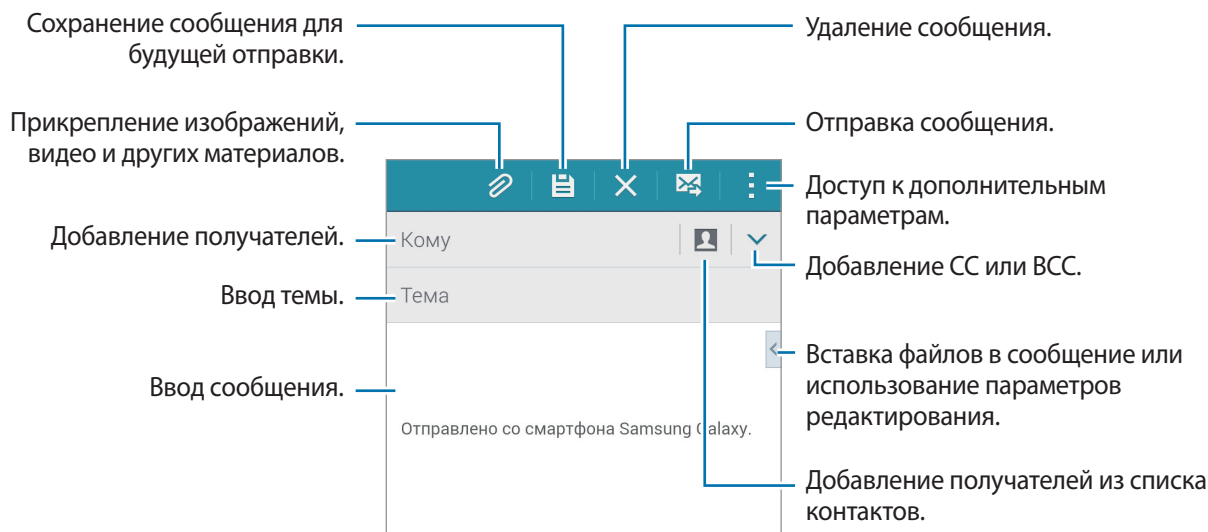 Сохранение сообщения для
будущей отправки.
Удаление сообщения.
Прикрепление изображений,
видео и других материалов.
Отправка сообщения.
Доступ к дополнительным
параметрам.
Добавление получателей.
Кому
Добавление СС или ВСС.
Ввод темы.
Тема
Вставка файлов в сообщение или
использование параметров
редактирования.
Ввод сообщения.
Отправлено со смартфона Samsung Galaxy.
Добавление получателей из списка
контактов.